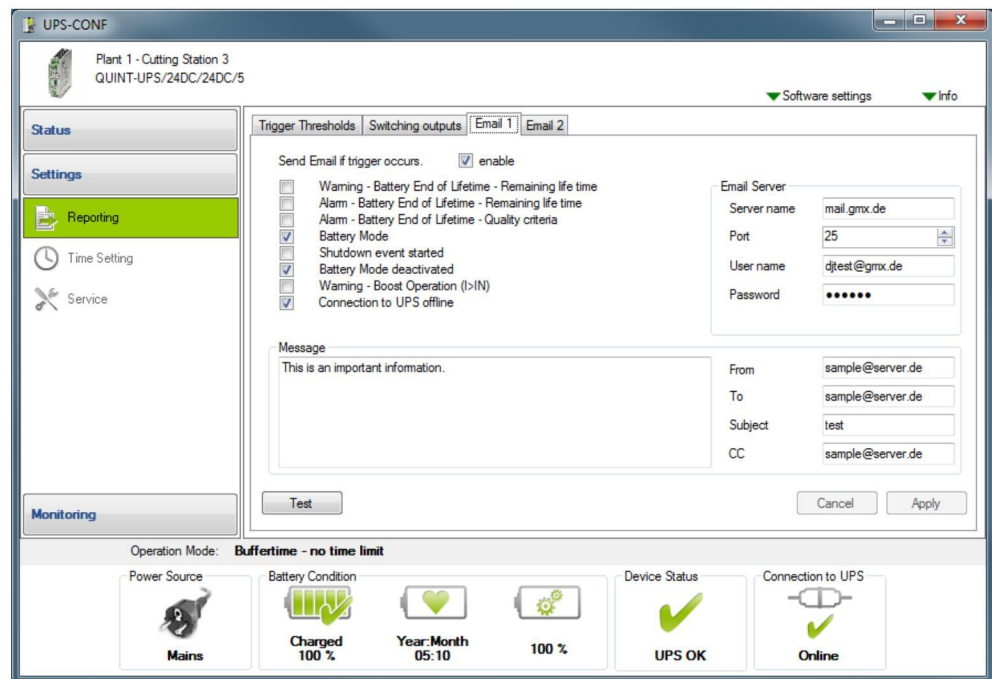 UPS-CONF
Plant 1 - Cutting Station 3
QUINT-UPS/24DC/24DC/5
Software settings
Info
Status
Settings
Reporting
Time Setting
Service
Monitoring
Trigger Thresholds
Switching outputs
Email 1
Email 2
Send Email if trigger occurs.
enable
Warning - Battery End of Lifetime - Remaining life time
Alarm - Battery End of Lifetime - Remaining life time
Alarm - Battery End of Lifetime - Quality criteria
Battery Mode
Shutdown event started
Battery Mode deactivated
Warning - Boost Operation (I>IN)
Connection to UPS offline
Email Server
Server name mail.gmx.de
Port 25
User name djtest@gmx.de
Password ●●●●●●
Message
This is an important information.
From sample@server.de
To sample@server.de
Subject test
CC sample@server.de
Test
Cancel
Apply
Operation Mode: Buffertime - no time limit
Power Source
Mains
Battery Condition
Charged
100 %
Year:Month
05:10
100 %
Device Status
UPS OK
Connection to UPS
Online